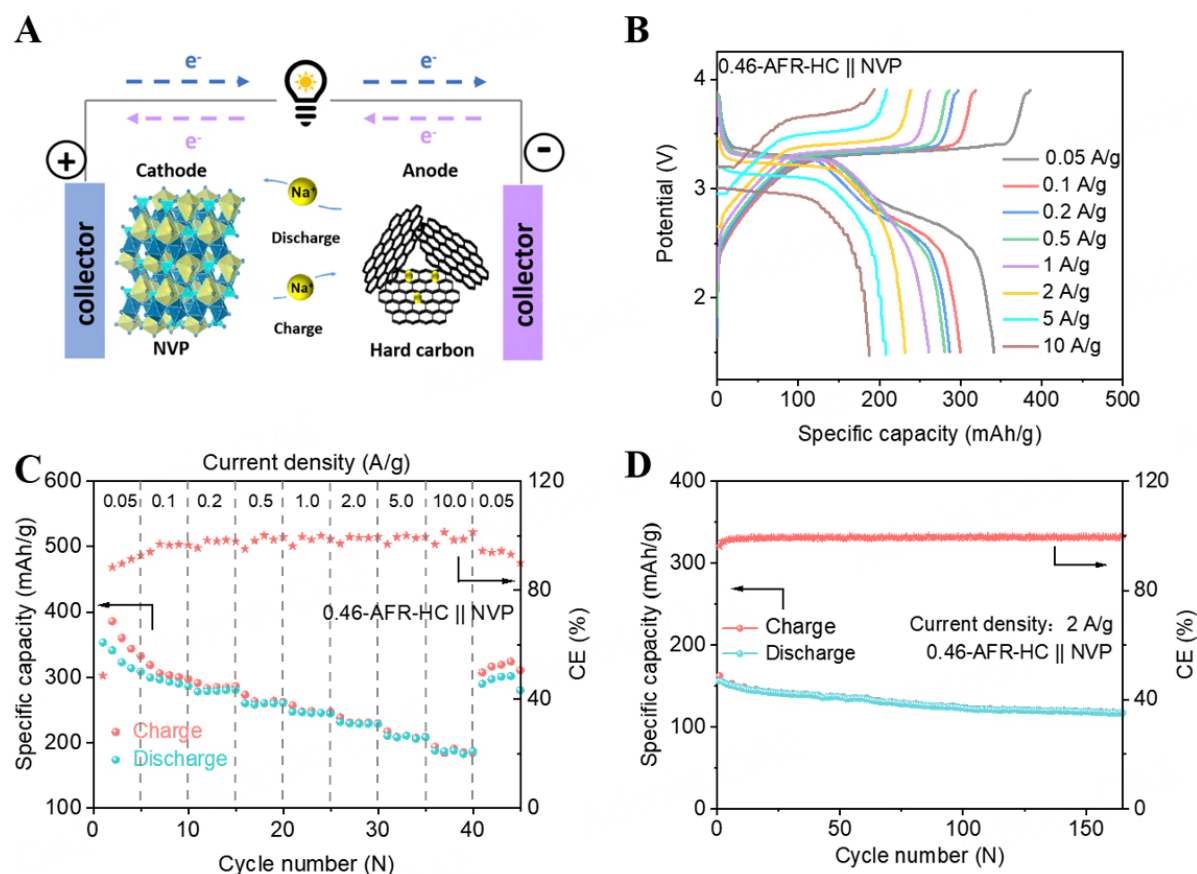 A
e-
e-
e-
e-
+
-
Cathode
Anode
collector
Na+
Discharge
Na+
Charge
NVP
Hard carbon
collector
B
0.46-AFR-HC || NVP
4
3
2
Potential (V)
0.05 A/g
0.1 A/g
0.2 A/g
0.5 A/g
1 A/g
2 A/g
5 A/g
10 A/g
0 100 200 300 400 500
Specific capacity (mAh/g)
C
Current density (A/g)
0.05 0.1 0.2 0.5 1.0 2.0 5.0 10.0 0.05
600
500
400
300
200
100
Specific capacity (mAh/g)
120
80
40
0
CE (%)
0.46-AFR-HC || NVP
Charge
Discharge
0 10 20 30 40
Cycle number (N)
D
400
350
300
250
200
150
100
50
0
Specific capacity (mAh/g)
120
80
40
0
CE (%)
Charge
Discharge
Current density: 2 A/g
0.46-AFR-HC || NVP
0 50 100 150
Cycle number (N)